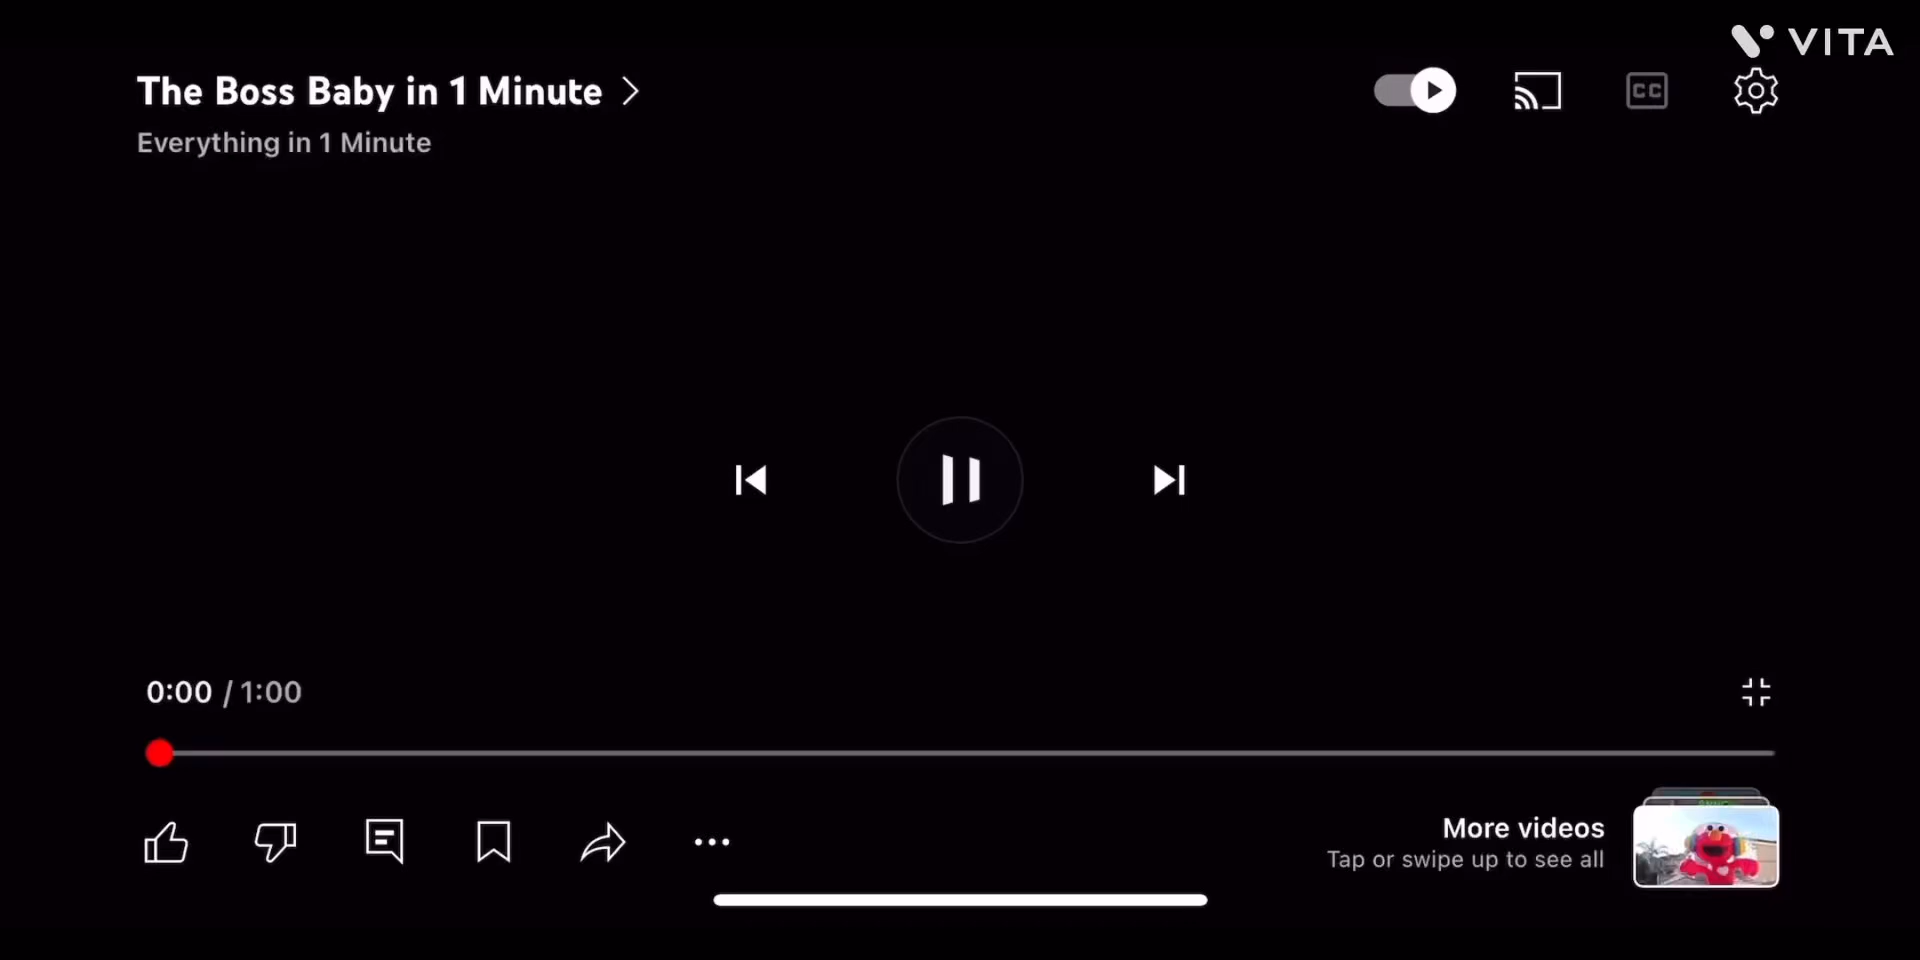 VITA
The Boss Baby in 1 Minute
Everything in 1 Minute
CC
0:00 / 1:00
More videos
Tap or swipe up to see all